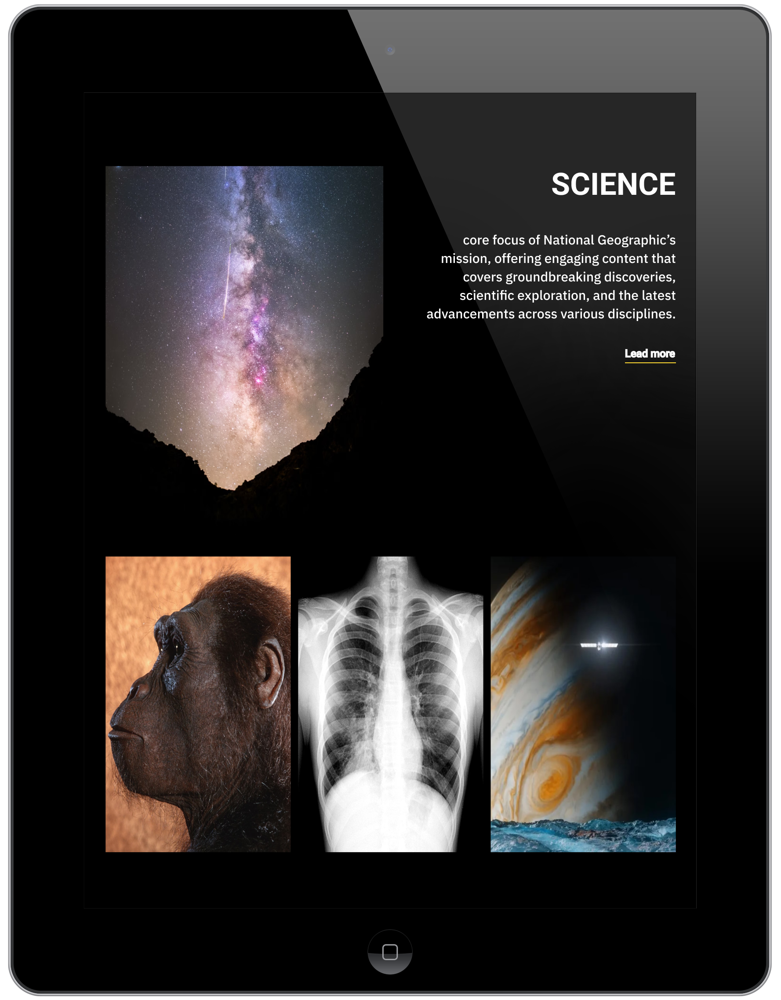 SCIENCE
core focus of National Geographic’s
mission, offering engaging content that
covers groundbreaking discoveries,
scientific exploration, and the latest
advancements across various disciplines.
Lead more